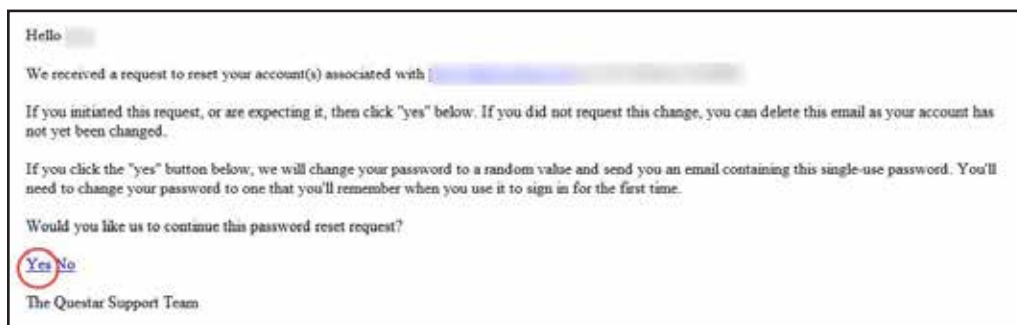 Hello
We received a request to reset your account(s) associated with
If you initiated this request, or are expecting it, then click "yes" below. If you did not request this change, you can delete this email as your account has
not yet been changed.
If you click the "yes" button below, we will change your password to a random value and send you an email containing this single-use password. You'll
need to change your password to one that you'll remember when you use it to sign in for the first time.
Would you like us to continue this password reset request?
Yes No
The Questar Support Team